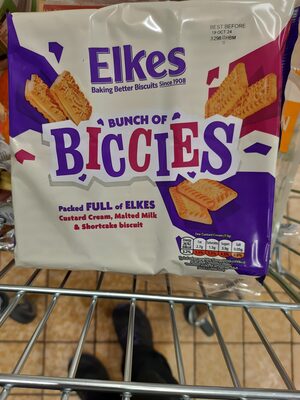 Elkes
Baking Better Biscuits Since 1908
BEST BEFORE
19 OCT 24
BUNCH OF
BICCIES
Packed FULL of ELKES
Custard Cream, Malted Milk
& Shortcake biscuit